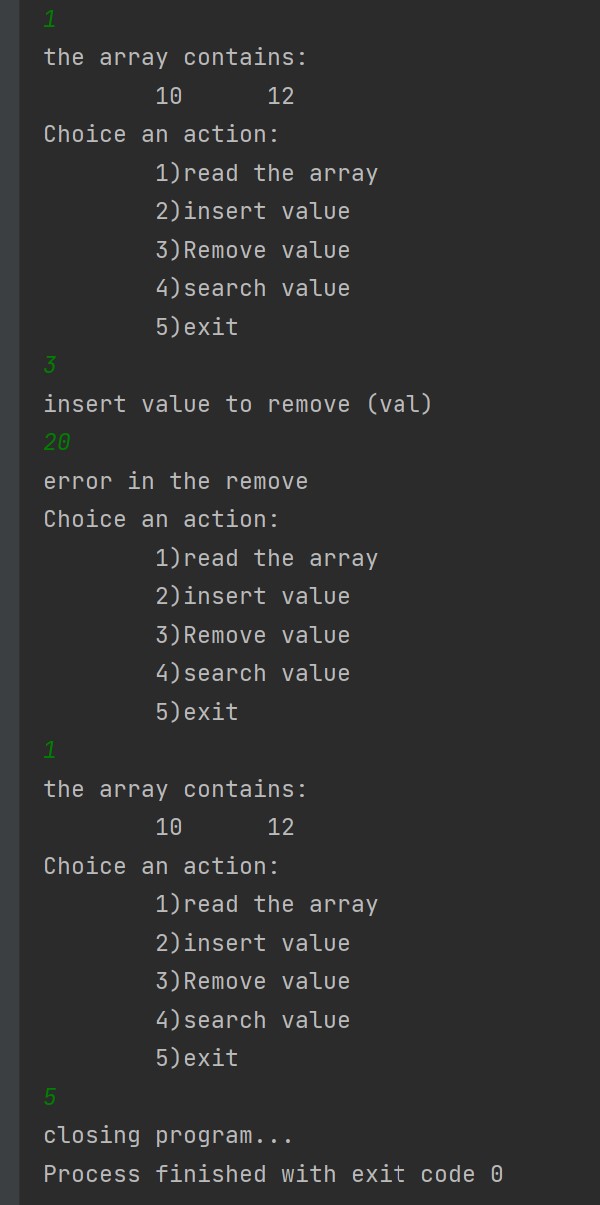 1
the array contains:
10 12
Choice an action:
1)read the array
2)insert value
3)Remove value
4)search value
5)exit
3
insert value to remove (val)
20
error in the remove
Choice an action:
1)read the array
2)insert value
3)Remove value
4)search value
5)exit
1
the array contains:
10 12
Choice an action:
1)read the array
2)insert value
3)Remove value
4)search value
5)exit
5
closing program...
Process finished with exit code 0